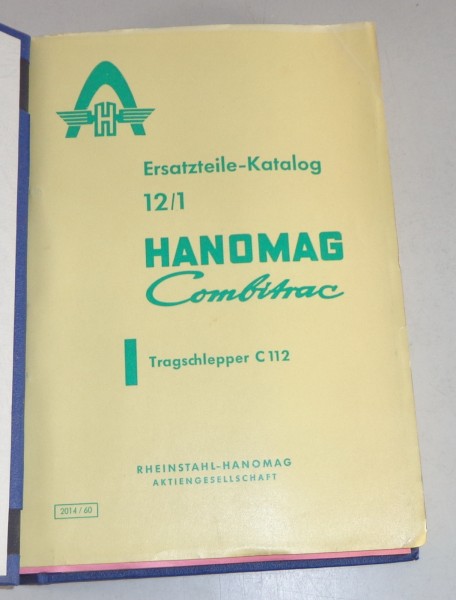 H
Ersatzteile-Katalog
12/1
HANOMAG
Combitrac
Tragschlepper C 112
RHEINSTAHL-HANOMAG
AKTIENGESELLSCHAFT
2014/60